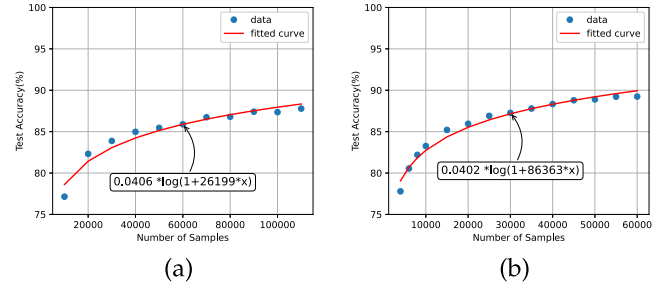 100
95
90
85
80
75
Test Accuracy(%)
data
fitted curve
0.0406 *log(1+26199*x)
20000 40000 60000 80000 100000
Number of Samples
(a)
100
95
90
85
80
75
Test Accuracy(%)
data
fitted curve
0.0402 *log(1+86363*x)
10000 20000 30000 40000 50000 60000
Number of Samples
(b)